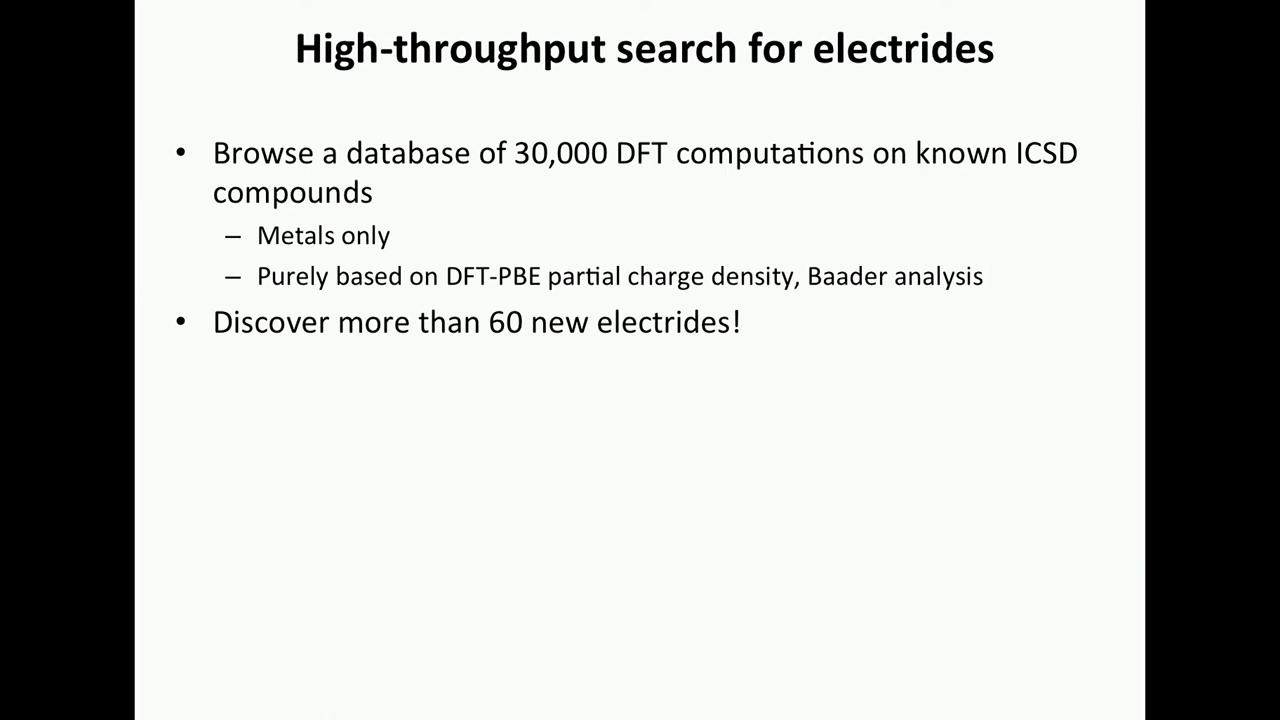 High-throughput search for electrides
• Browse a database of 30,000 DFT computations on known ICSD
compounds
– Metals only
– Purely based on DFT-PBE partial charge density, Baader analysis
• Discover more than 60 new electrides!